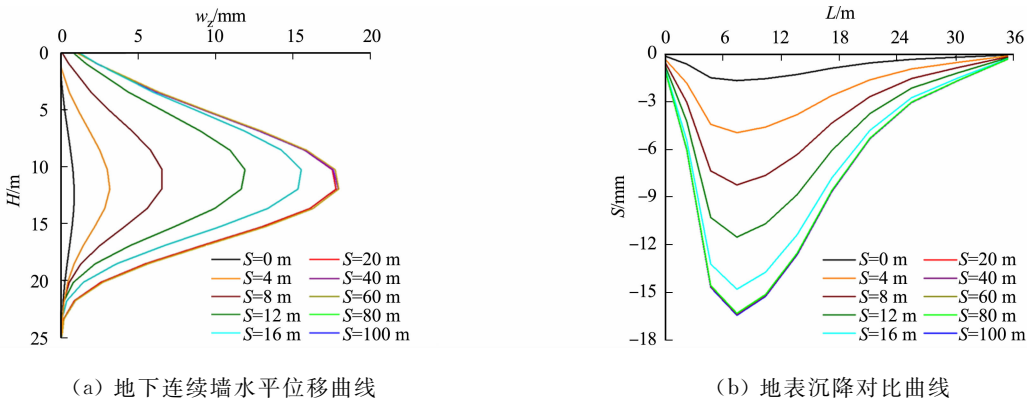 w_z/mm
0 5 10 15 20
0
5
10
15
20
25
H/m
S=0 m S=20 m
S=4 m S=40 m
S=8 m S=60 m
S=12 m S=80 m
S=16 m S=100 m
(a) 地下连续墙水平位移曲线
L/m
0 6 12 18 24 30 36
0
−3
−6
−9
−12
−15
−18
S/mm
S=0 m S=20 m
S=4 m S=40 m
S=8 m S=60 m
S=12 m S=80 m
S=16 m S=100 m
(b) 地表沉降对比曲线